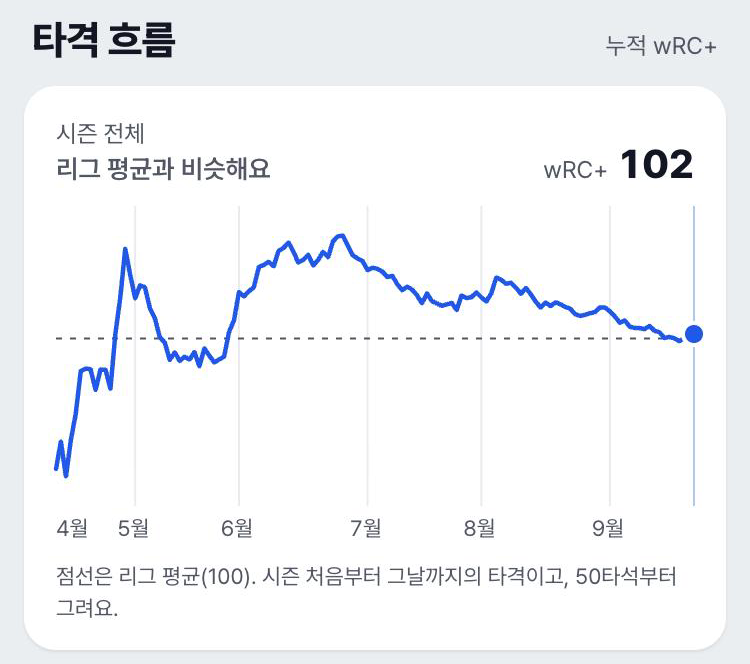 타격 흐름
누적 wRC+
시즌 전체
리그 평균과 비슷해요
wRC+ 102
4월 5월 6월 7월 8월 9월
점선은 리그 평균(100). 시즌 처음부터 그날까지의 타격이고, 50타석부터
그려요.